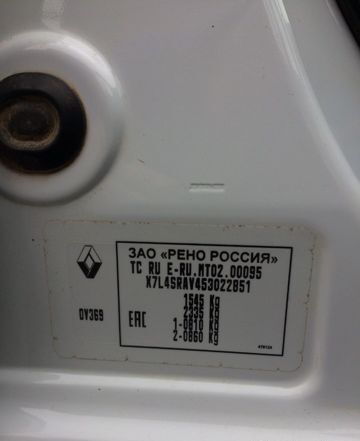 ЗАО «РЕНО РОССИЯ»
TC RU E-RU.MT02.00095
X7L4SRAV453022851
1545 Kg
2335 Kg
1-0810 Kg
2-0860 Kg
0V369
EAC